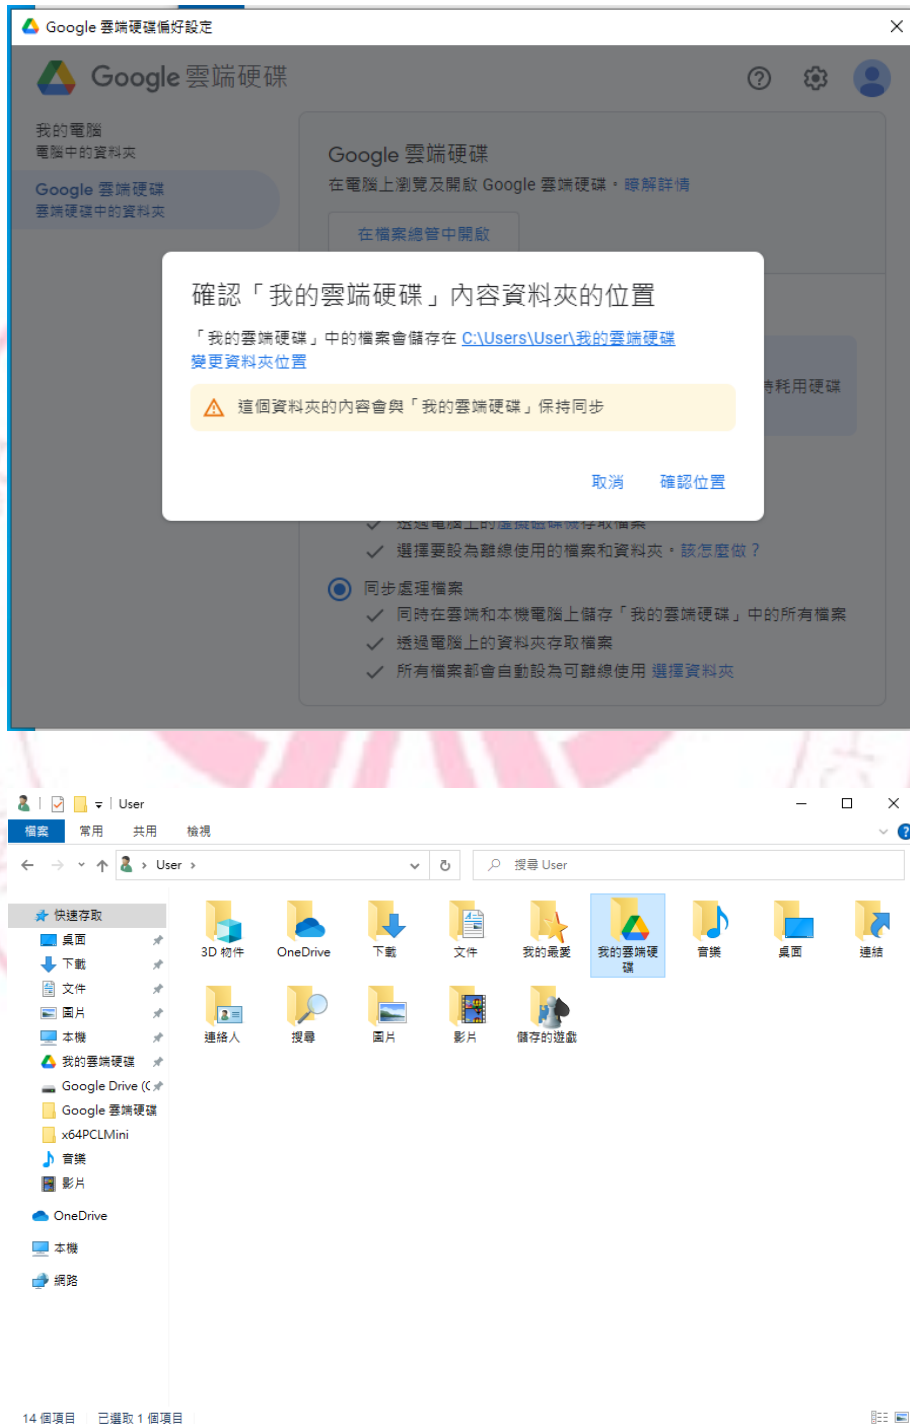 Google 雲端硬碟偏好設定
Google 雲端硬碟
我的電腦
電腦中的資料夾
Google 雲端硬碟
雲端硬碟中的資料夾
Google 雲端硬碟
在電腦上瀏覽及開啟 Google 雲端硬碟。瞭解詳情
在檔案總管中開啟
確認「我的雲端硬碟」內容資料夾的位置
「我的雲端硬碟」中的檔案會儲存在 C:\Users\User\我的雲端硬碟
變更資料夾位置
這個資料夾的內容會與「我的雲端硬碟」保持同步
耗用硬碟
取消 確認位置
透過電腦上的虛擬磁碟機存取檔案
選擇要設為離線使用的檔案和資料夾。該怎麼做？
同步處理檔案
同時在雲端和本機電腦上儲存「我的雲端硬碟」中的所有檔案
透過電腦上的資料夾存取檔案
所有檔案都會自動設為可離線使用 選擇資料夾
User
檔案 常用 共用 檢視
User
搜尋 User
快速存取
桌面
下載
文件
圖片
本機
我的雲端硬碟
Google Drive (
Google 雲端硬碟
x64PCLMini
音樂
影片
OneDrive
本機
網路
3D 物件 OneDrive 下載 文件 我的最愛 我的雲端硬 音樂 桌面 連結
碟
連絡人 搜尋 圖片 影片 儲存的遊戲
14 個項目 已選取 1 個項目